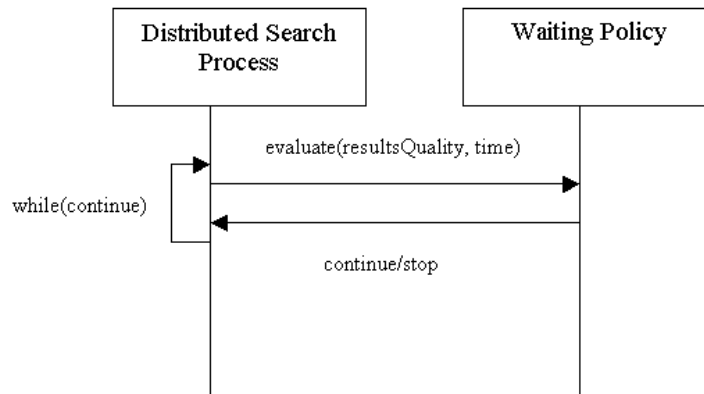 Distributed Search
Process
Waiting Policy
evaluate(resultsQuality, time)
while(continue)
continue/stop